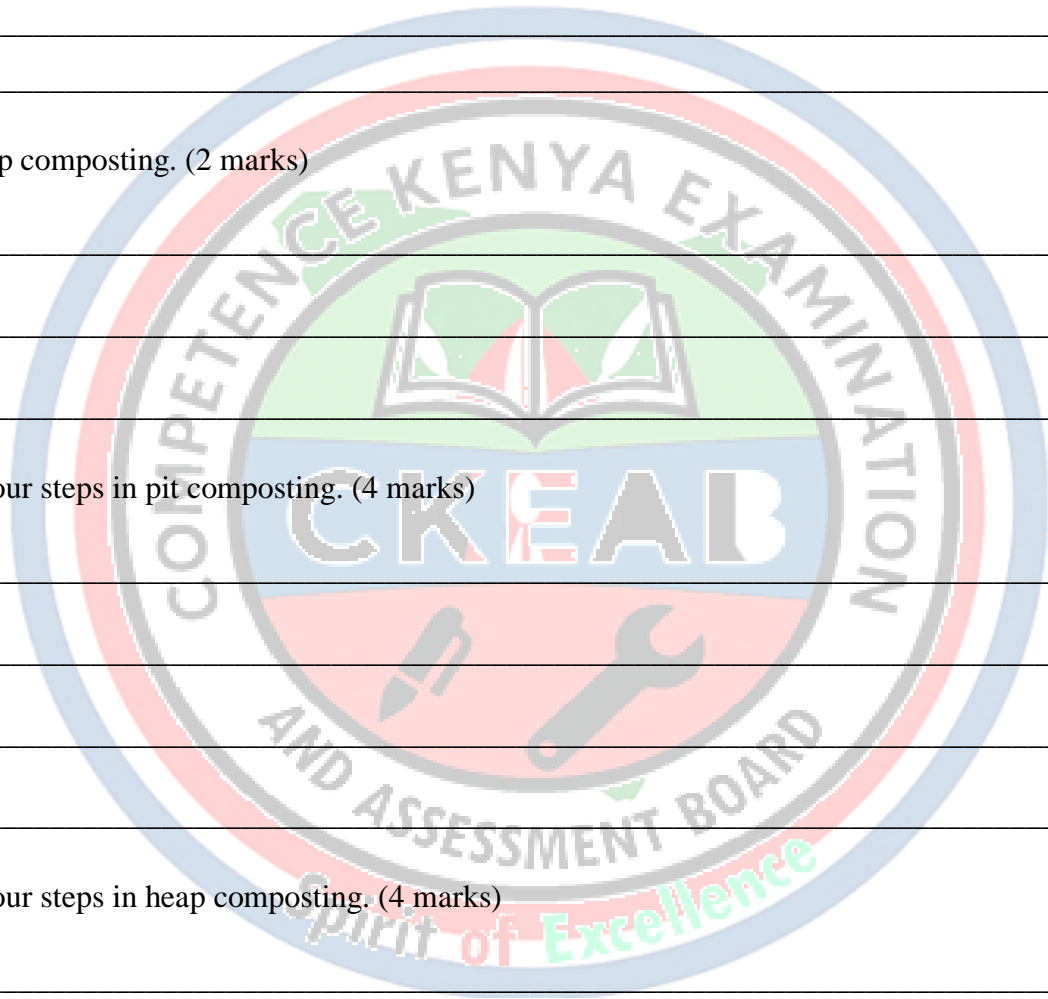 p composting. (2 marks)
COMPETENCE KENYA EXAMINATION
CKEAB
our steps in pit composting. (4 marks)
AND ASSESSMENT BOARD
our steps in heap composting. (4 marks)
Spirit of Excellence